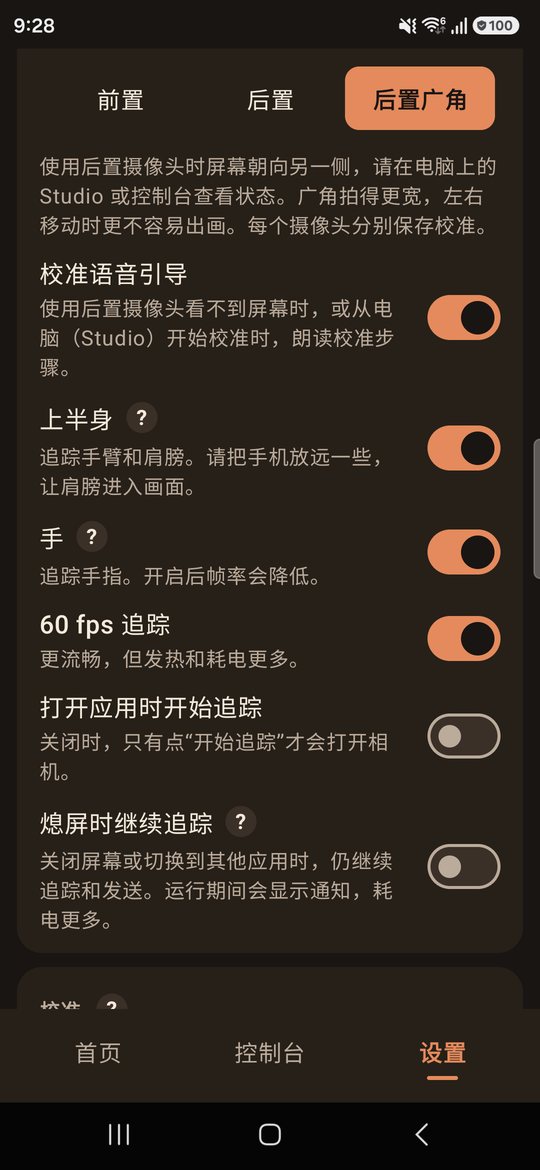 9:28
6
100
前置
后置
后置广角
使用后置摄像头时屏幕朝向另一侧，请在电脑上的
Studio 或控制台查看状态。广角拍得更宽，左右
移动时更不容易出画。每个摄像头分别保存校准。
校准语音引导
使用后置摄像头看不到屏幕时，或从电
脑（Studio）开始校准时，朗读校准步
骤。
上半身 ?
追踪手臂和肩膀。请把手机放远一些，
让肩膀进入画面。
手 ?
追踪手指。开启后帧率会降低。
60 fps 追踪
更流畅，但发热和耗电更多。
打开应用时开始追踪
关闭时，只有点“开始追踪”才会打开相
机。
熄屏时继续追踪 ?
关闭屏幕或切换到其他应用时，仍继续
追踪和发送。运行期间会显示通知，耗
电更多。
校准 ?
首页
控制台
设置